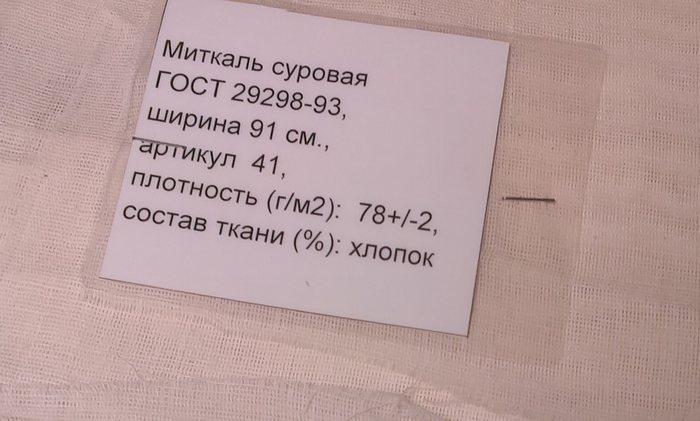 Миткаль суровая
ГОСТ 29298-93,
ширина 91 см.,
артикул 41,
плотность (г/м2): 78+/-2,
состав ткани (%): хлопок